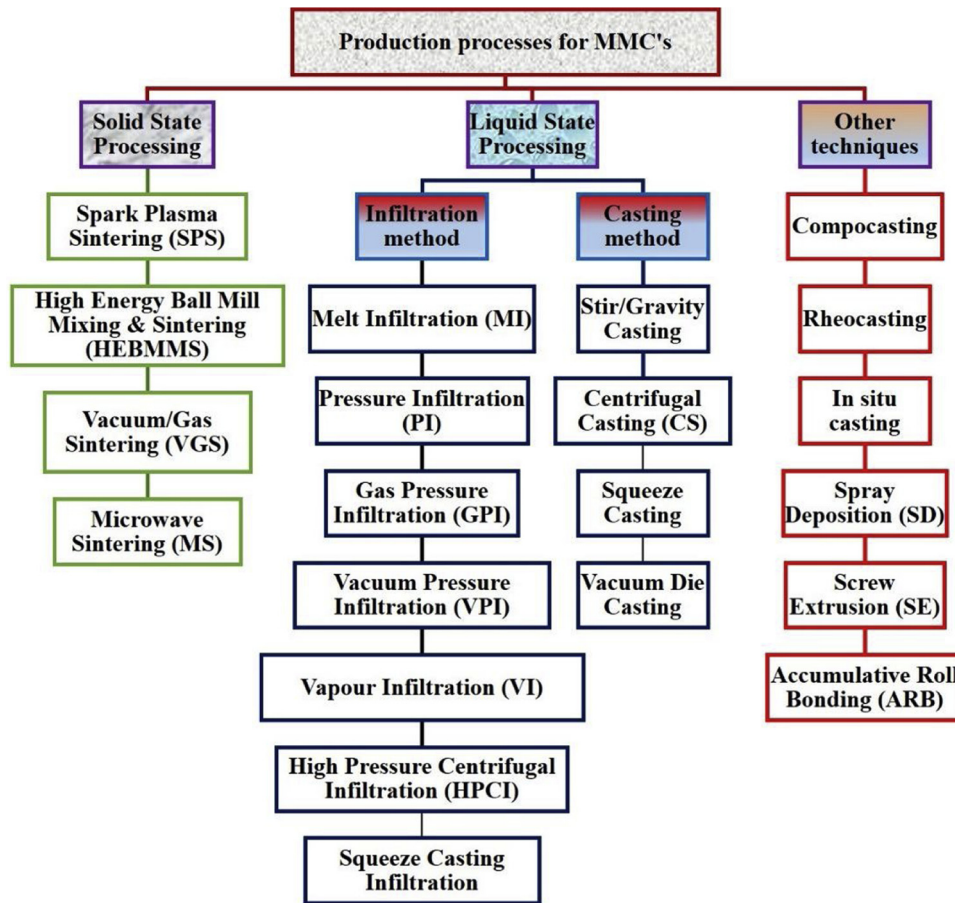 Production processes for MMC's
Solid State
Processing
Liquid State
Processing
Other
techniques
Spark Plasma
Sintering (SPS)
High Energy Ball Mill
Mixing & Sintering
(HEBMMS)
Vacuum/Gas
Sintering (VGS)
Microwave
Sintering (MS)
Infiltration
method
Melt Infiltration (MI)
Pressure Infiltration
(PI)
Gas Pressure
Infiltration (GPI)
Vacuum Pressure
Infiltration (VPI)
Vapour Infiltration (VI)
High Pressure Centrifugal
Infiltration (HPCI)
Squeeze Casting
Infiltration
Casting
method
Stir/Gravity
Casting
Centrifugal
Casting (CS)
Squeeze
Casting
Vacuum Die
Casting
Compocasting
Rheocasting
In situ
casting
Spray
Deposition (SD)
Screw
Extrusion (SE)
Accumulative Roll
Bonding (ARB)